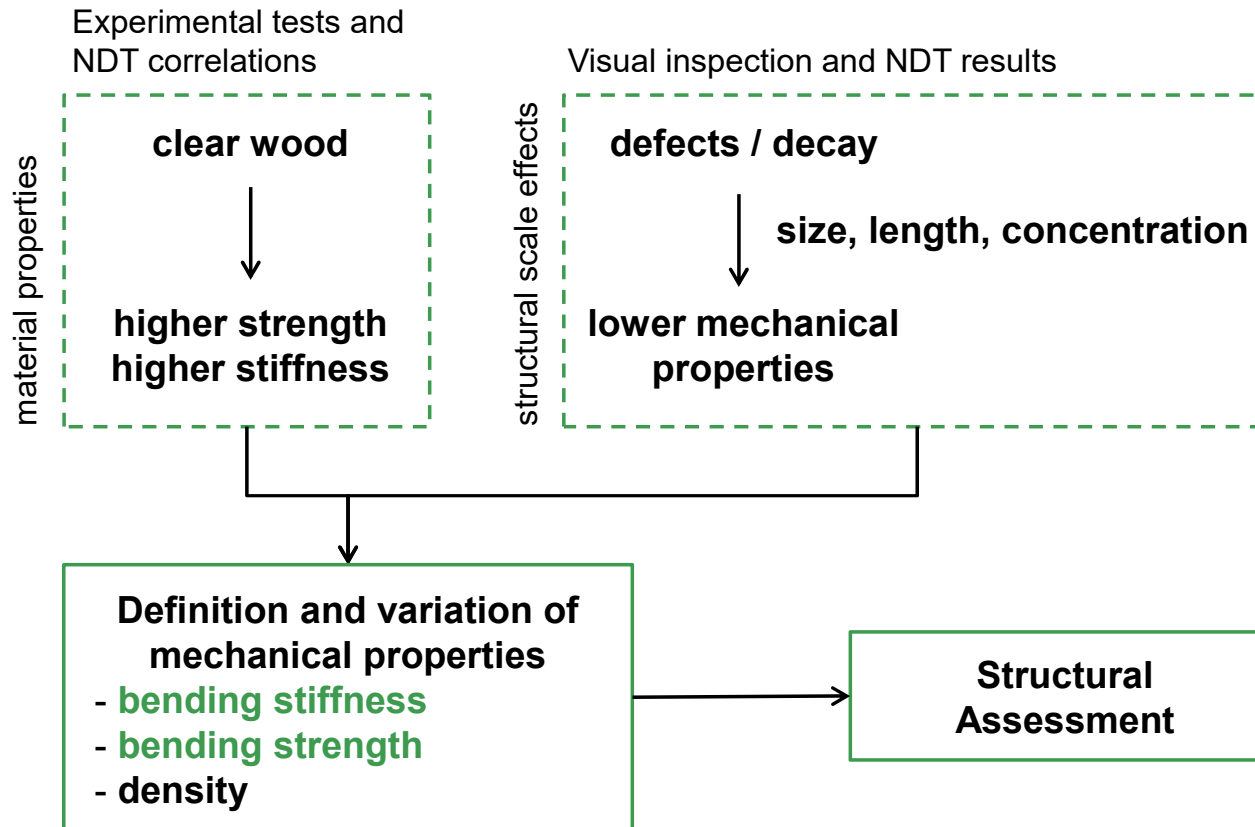 Experimental tests and
NDT correlations
material properties
clear wood
higher strength
higher stiffness
Visual inspection and NDT results
structural scale effects
defects / decay
size, length, concentration
lower mechanical
properties
Definition and variation of
mechanical properties
- bending stiffness
- bending strength
- density
Structural
Assessment